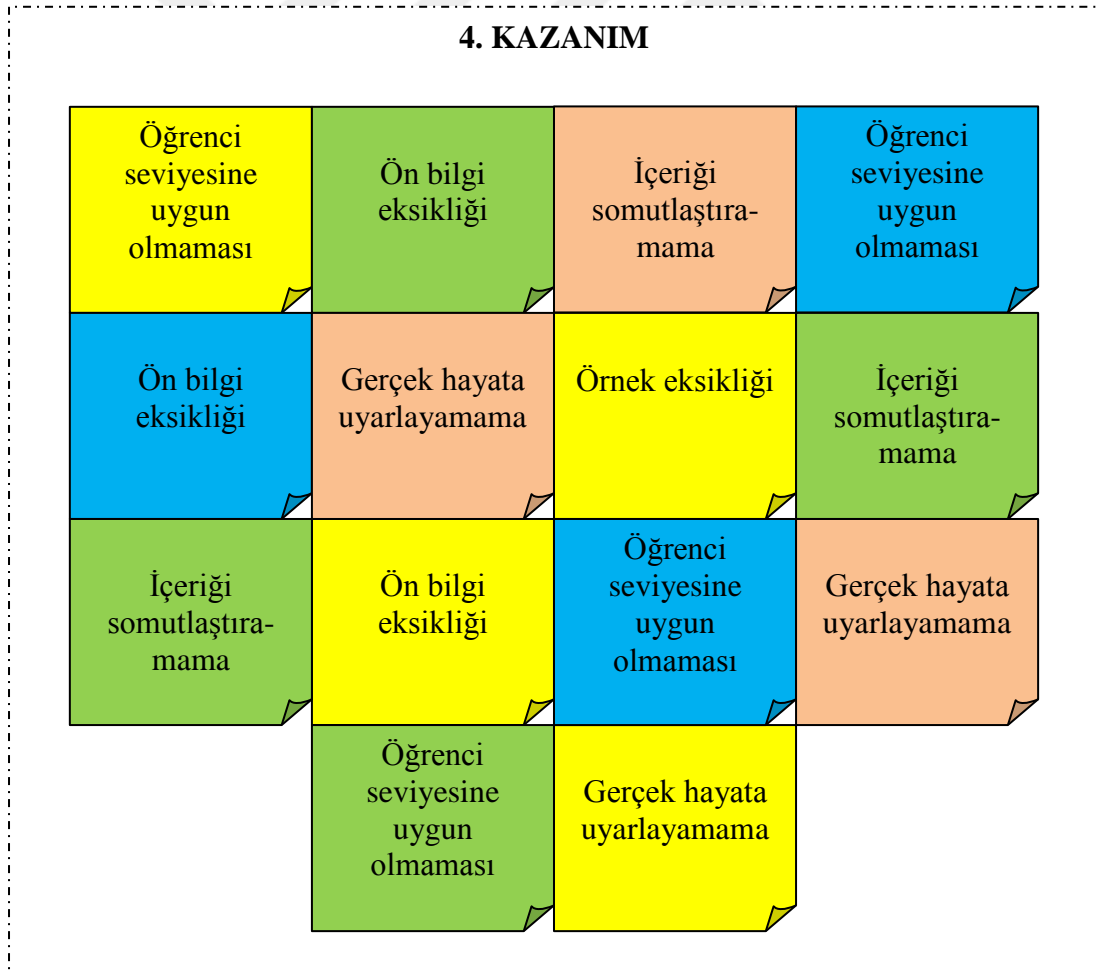 4. KAZANIM
Öğrenci
seviyesine
uygun
olmaması
Ön bilgi
eksikliği
İçeriği
somutlaştıra-
mama
Öğrenci
seviyesine
uygun
olmaması
Ön bilgi
eksikliği
Gerçek hayata
uyarlayamama
Örnek eksikliği
İçeriği
somutlaştıra-
mama
İçeriği
somutlaştıra-
mama
Ön bilgi
eksikliği
Öğrenci
seviyesine
uygun
olmaması
Gerçek hayata
uyarlayamama
Öğrenci
seviyesine
uygun
olmaması
Gerçek hayata
uyarlayamama